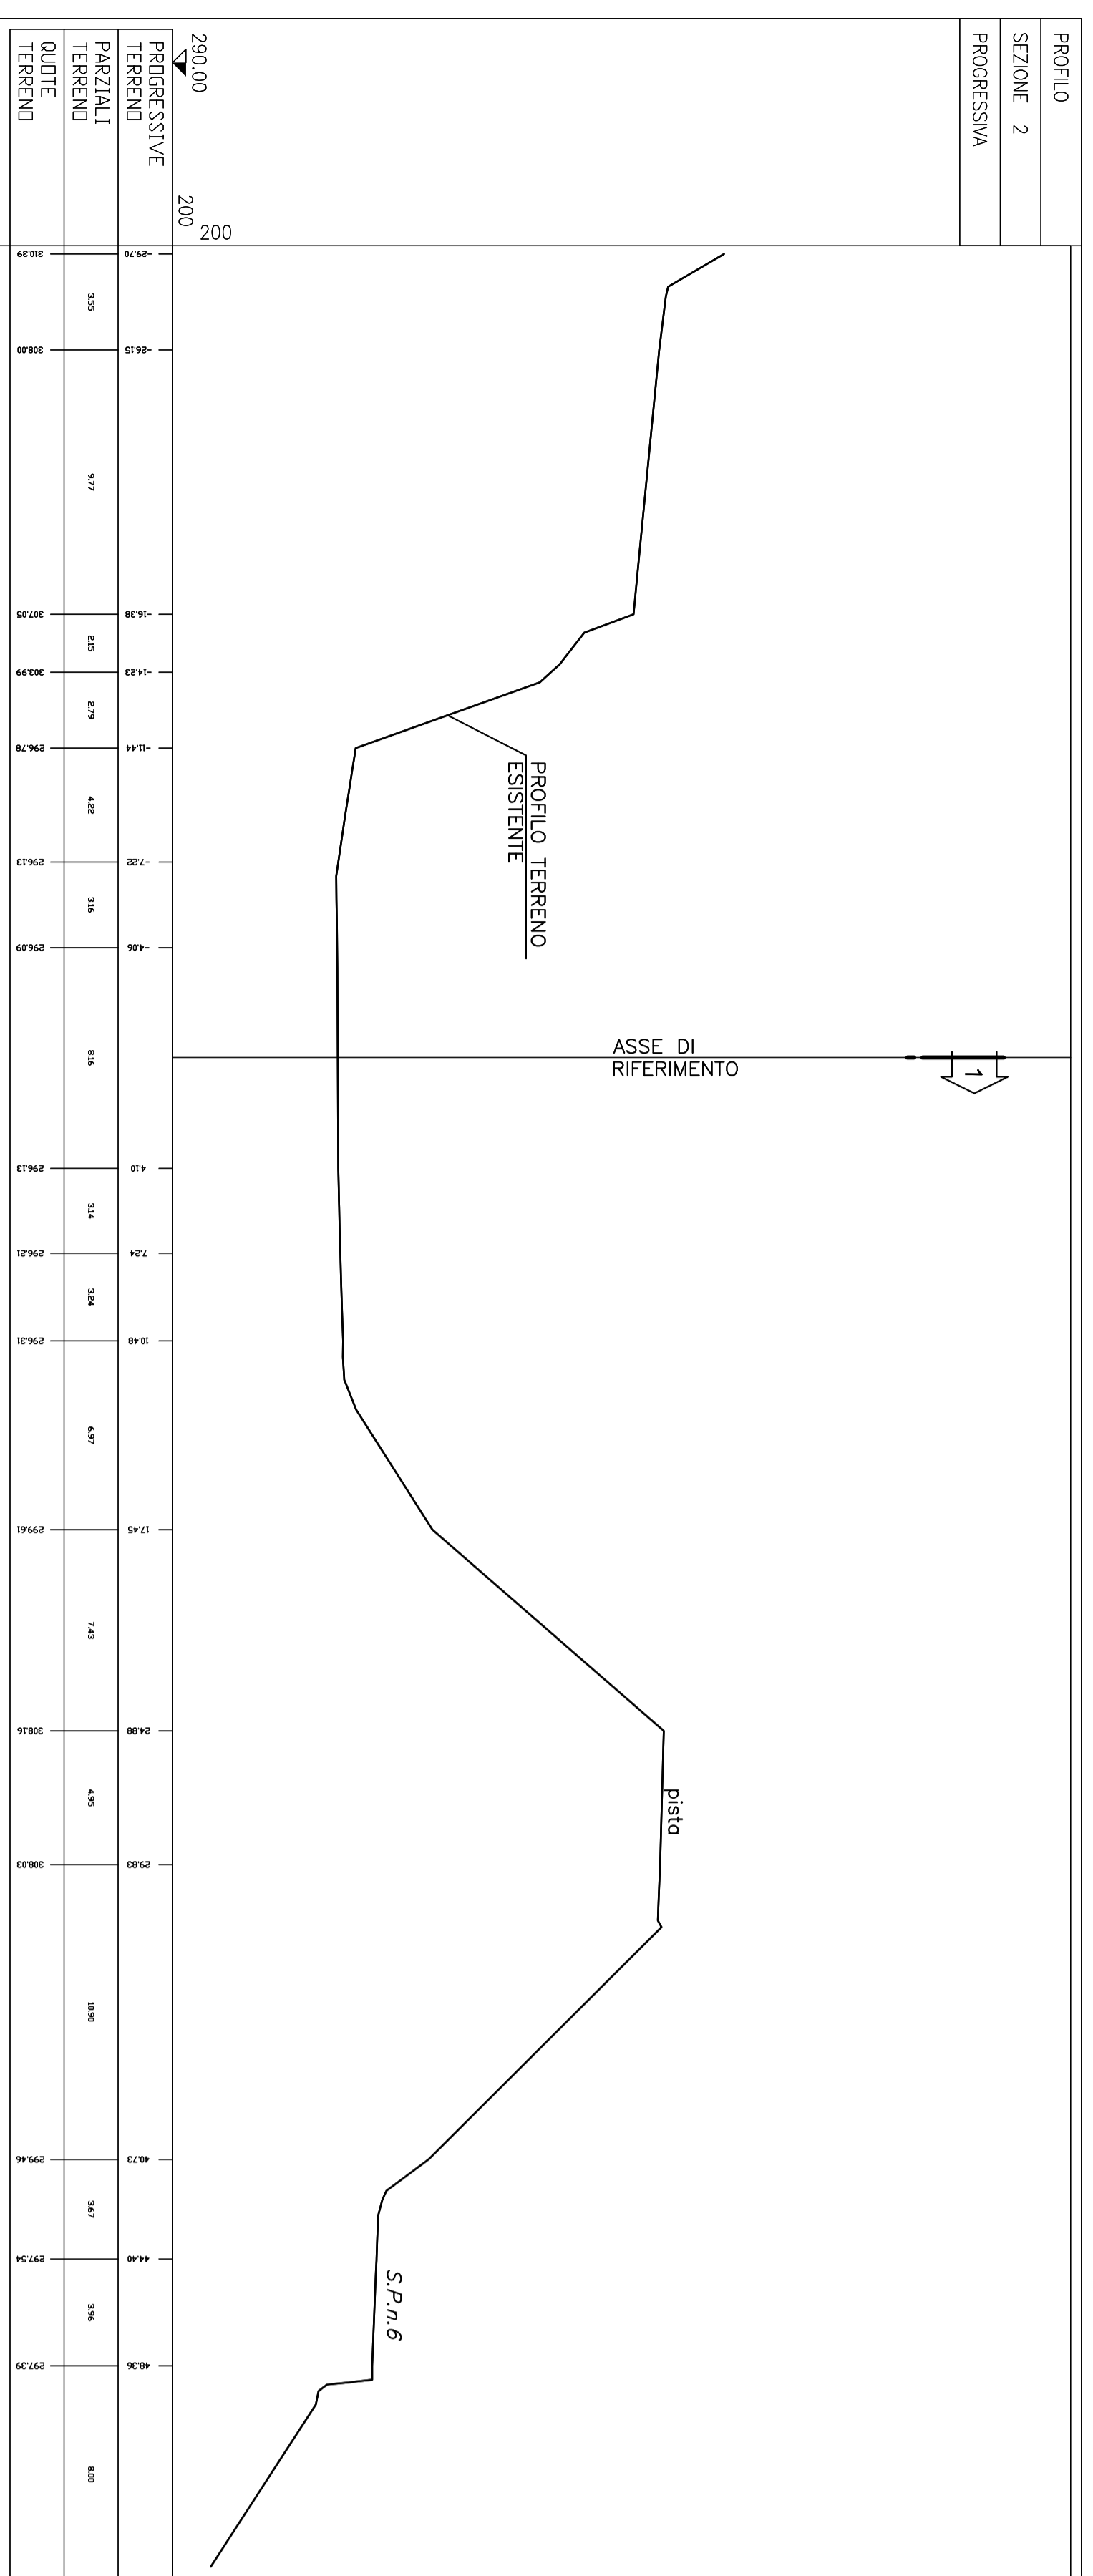 PROFILO
SEZIONE 2
PROGRESSIVA
1
ASSE DI
RIFERIMENTO
PROFILO TERRENO
ESISTENTE
pista
S.P.n.6
290.00
200
200
PROGRESSIVE
TERRENO
-29.70 -26.15 -16.38 -14.23 -11.44 -7.22 -4.06 4.10 7.24 10.48 17.45 24.88 29.83 40.73 44.40 48.36
PARZIALI
TERRENO
3.55 9.77 2.15 2.79 4.22 3.16 8.16 3.14 3.24 6.97 7.43 4.95 10.90 3.67 3.96 8.00
QUOTE
TERRENO
310.39 308.00 307.05 303.99 296.78 296.13 296.09 296.13 296.21 296.31 299.61 308.16 308.03 299.46 297.54 297.39